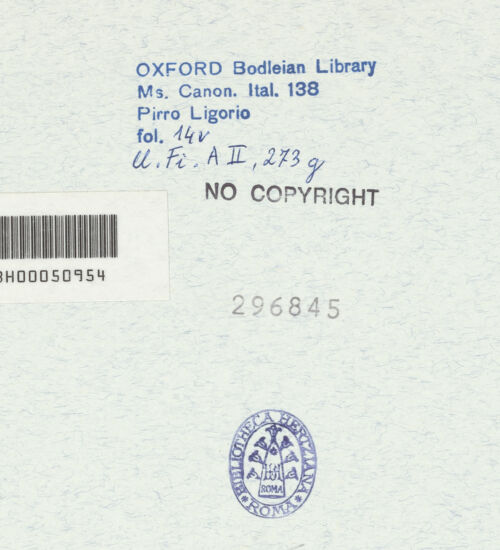 OXFORD Bodleian Library
Ms. Canon. Ital. 138
Pirro Ligorio
fol. 14v
U. Fi. A II, 273 g
NO COPYRIGHT
BH00050954
296845
BIBLIOTHECA HERTZIANA
ROMA
* ROMA *